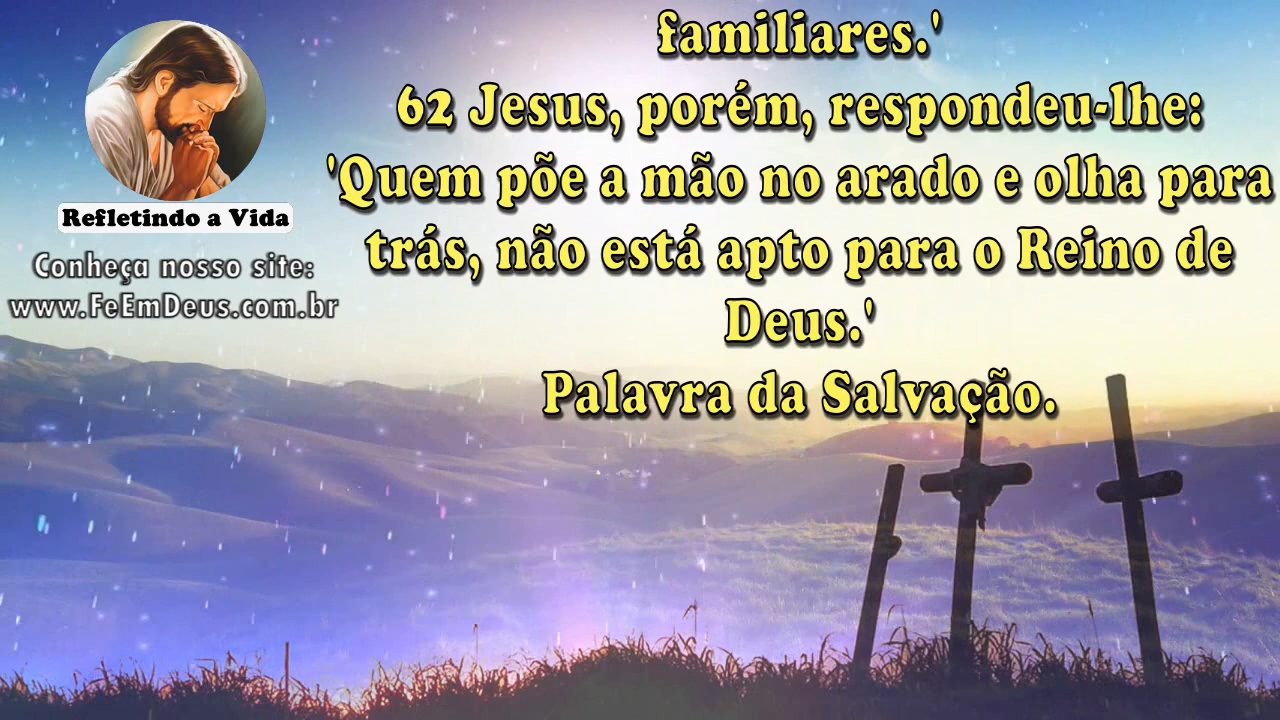 familiares.'
62 Jesus, porém, respondeu-lhe:
'Quem põe a mão no arado e olha para
trás, não está apto para o Reino de
Deus.'
Palavra da Salvação.
Refletindo a Vida
Conheça nosso site:
www.FeEmDeus.com.br